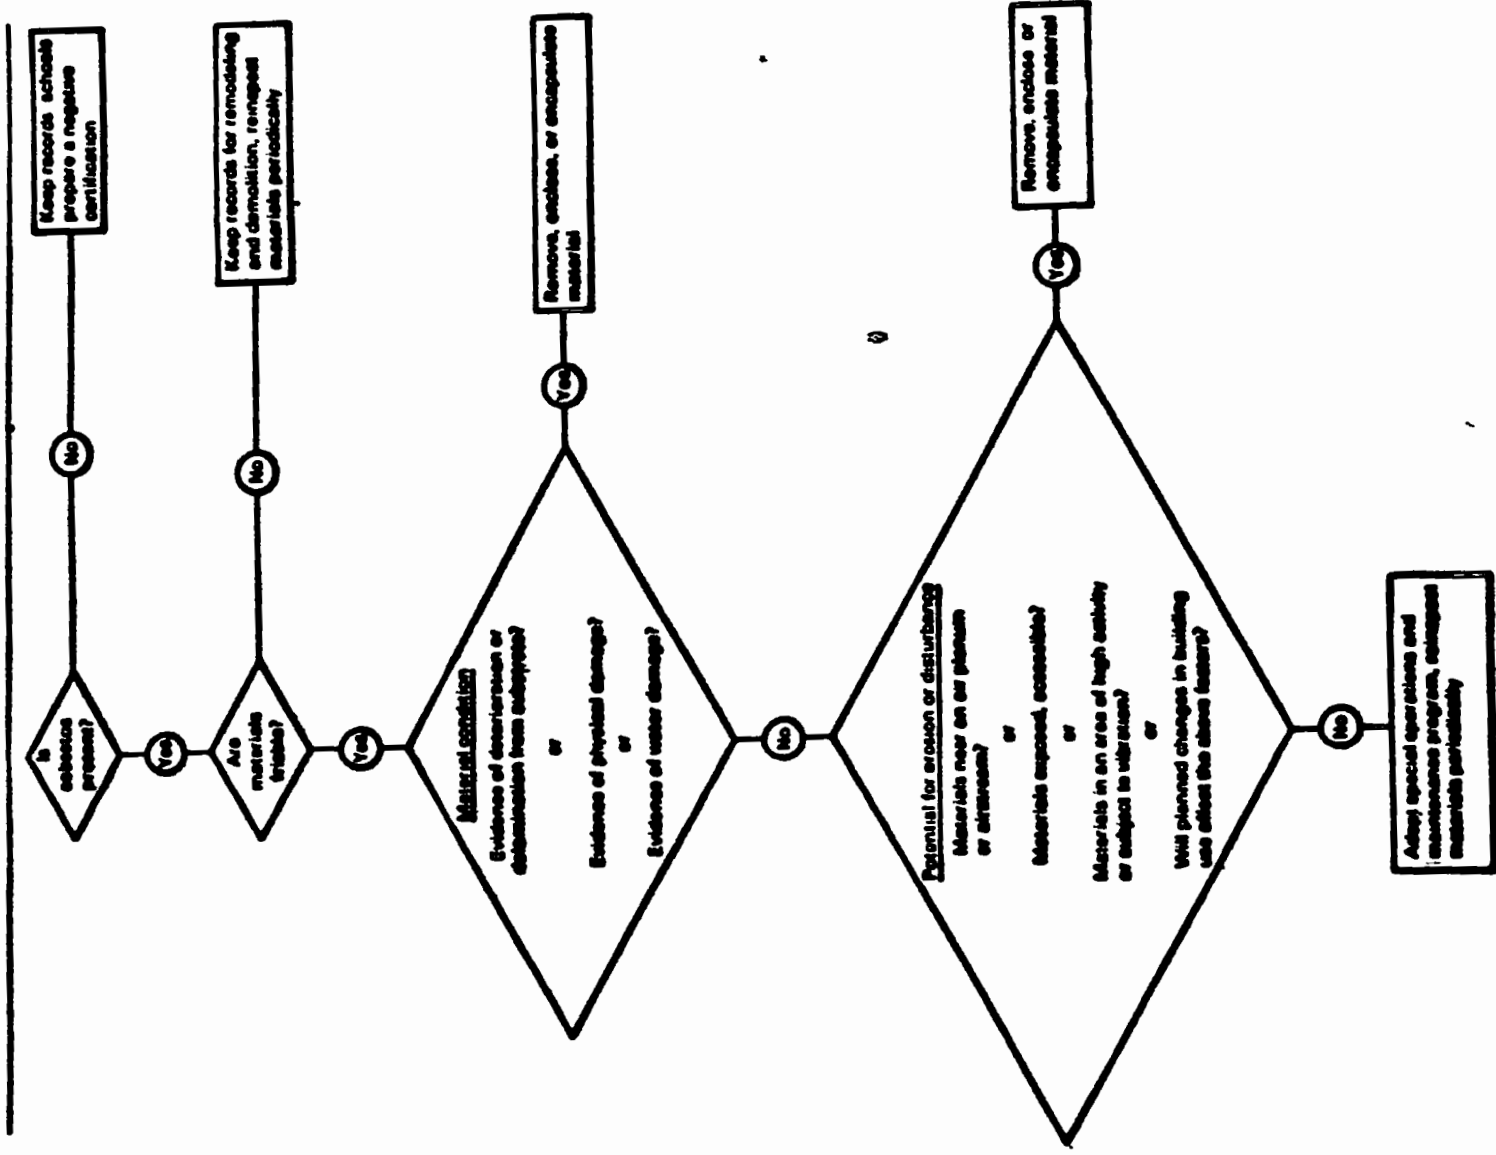 Is
asbestos
present?
No
Keep records schools
prepare a negative
certification
Yes
Are
materials
friable?
No
Keep records for remodeling
and demolition, reinspect
materials periodically
Yes
Material condition
Evidence of deterioration or
delamination from substrate?
or
Evidence of physical damage?
or
Evidence of water damage?
Yes
Remove, enclose, or encapsulate
material
No
Potential for erosion or disturbance
Materials near an air plenum
or airstream?
or
Materials exposed, accessible?
or
Materials in an area of high activity
or subject to vibration?
or
Will planned changes in building
use affect the above factors?
Yes
Remove, enclose or
encapsulate material
No
Adopt special operations and
maintenance program, reinspect
materials periodically